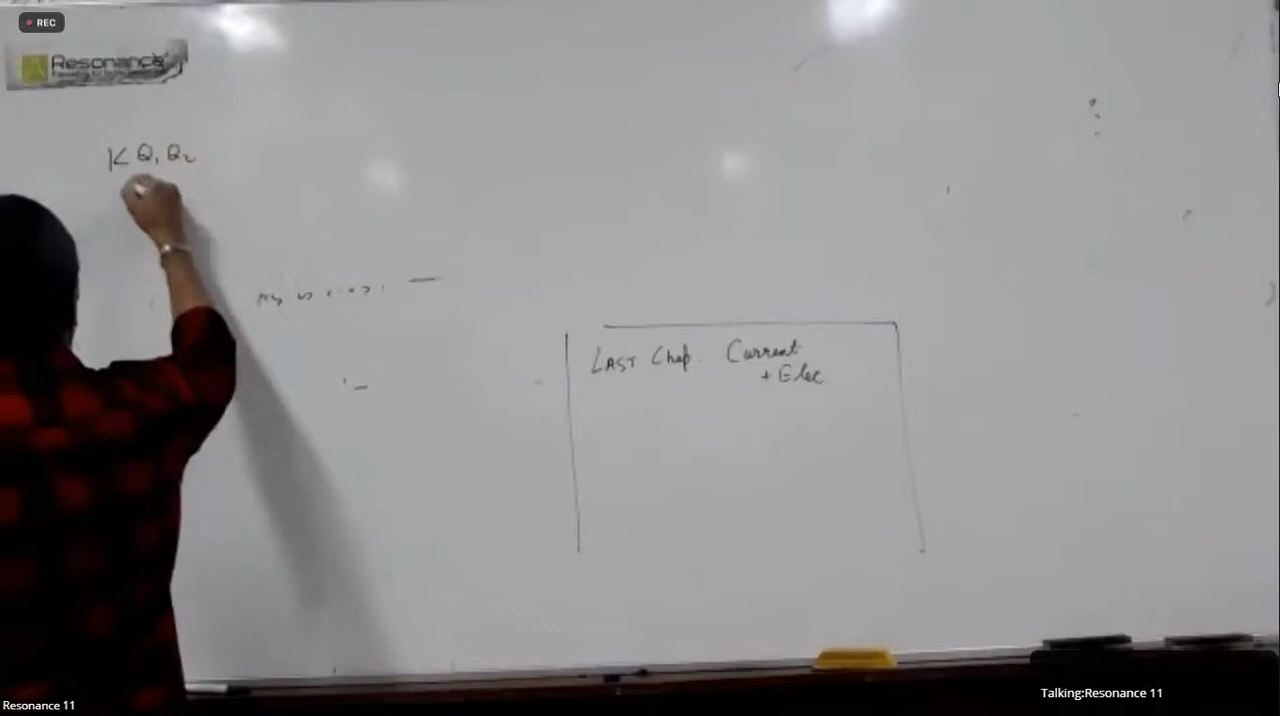 REC
Resonance
K Q₁ Q₂
LAST Chap. Current
+ Elec
Talking:Resonance 11
Resonance 11